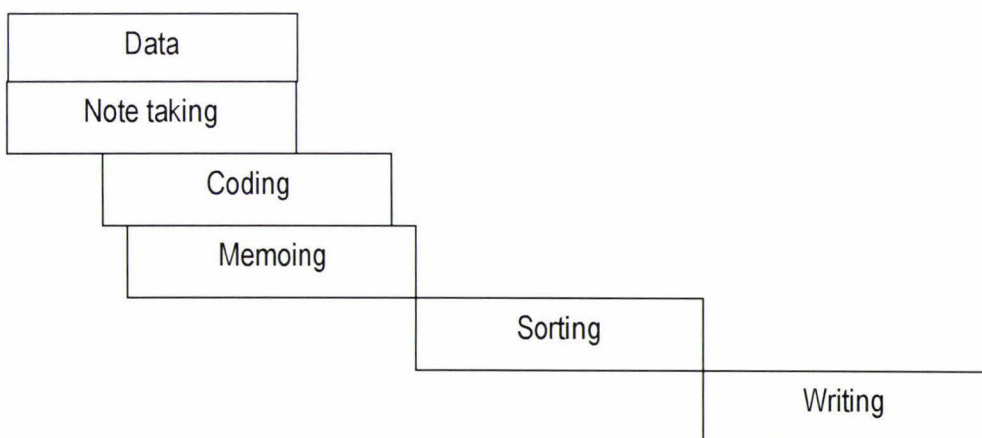 Data
Note taking
Coding
Memoing
Sorting
Writing